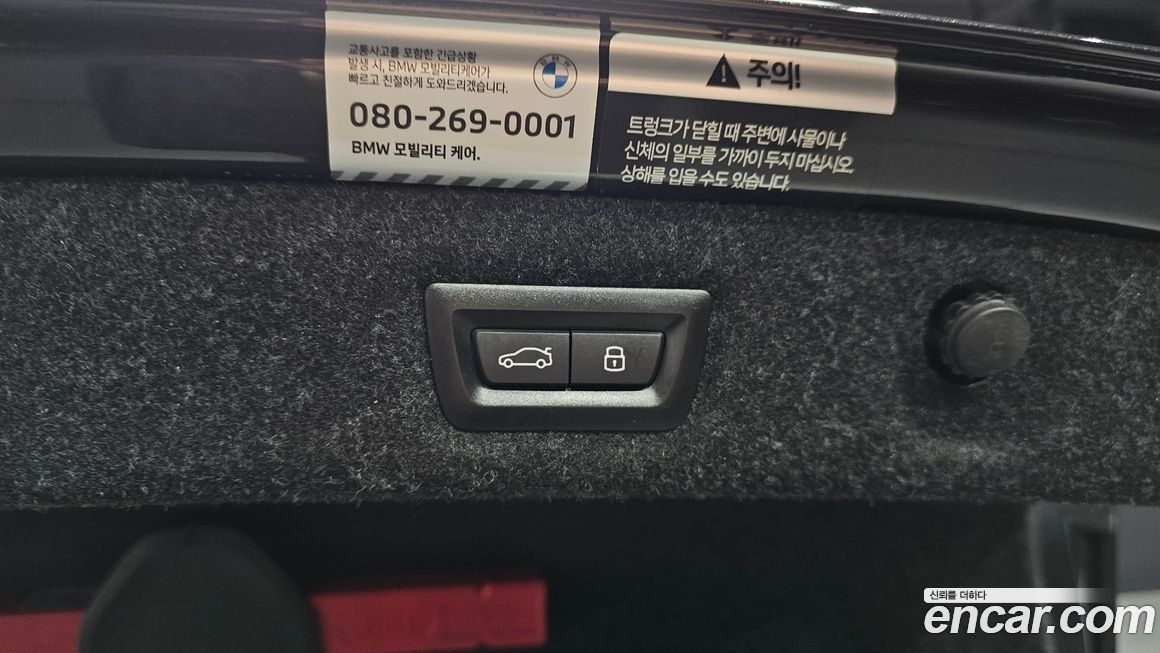 교통사고를 포함한 긴급상황
발생 시, BMW 모빌리티케어가
빠르고 친절하게 도와드리겠습니다.
BMW
080-269-0001
BMW 모빌리티 케어.
주의!
트렁크가 닫힐 때 주변에 사물이나
신체의 일부를 가까이 두지 마십시오.
상해를 입을 수도 있습니다.
신뢰를 더하다
encar.com